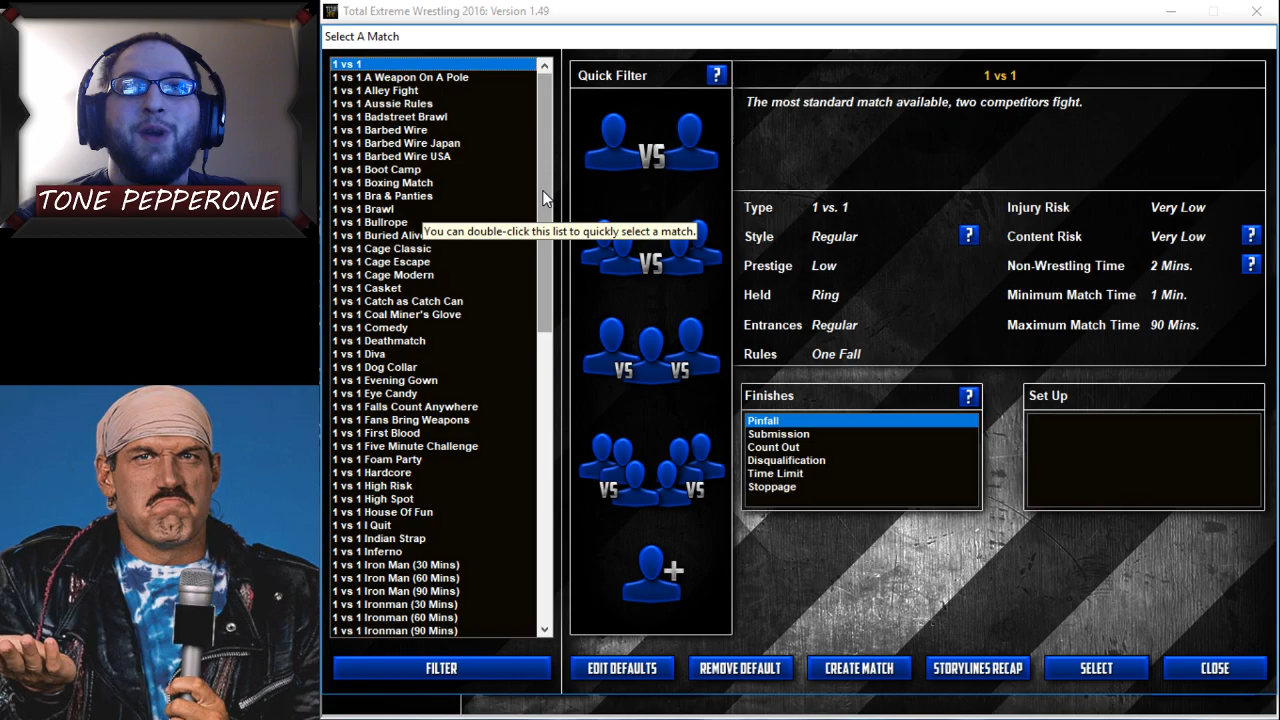 Total Extreme Wrestling 2016: Version 1.49
Select A Match
TONE PEPPERONE
1 vs 1
1 vs 1 A Weapon On A Pole
1 vs 1 Alley Fight
1 vs 1 Aussie Rules
1 vs 1 Badstreet Brawl
1 vs 1 Barbed Wire
1 vs 1 Barbed Wire Japan
1 vs 1 Barbed Wire USA
1 vs 1 Boot Camp
1 vs 1 Boxing Match
1 vs 1 Bra & Panties
1 vs 1 Brawl
1 vs 1 Bullrope
1 vs 1 Buried Aliv
You can double-click this list to quickly select a match.
1 vs 1 Cage Classic
1 vs 1 Cage Escape
1 vs 1 Cage Modern
1 vs 1 Casket
1 vs 1 Catch as Catch Can
1 vs 1 Coal Miner's Glove
1 vs 1 Comedy
1 vs 1 Deathmatch
1 vs 1 Diva
1 vs 1 Dog Collar
1 vs 1 Evening Gown
1 vs 1 Eye Candy
1 vs 1 Falls Count Anywhere
1 vs 1 Fans Bring Weapons
1 vs 1 First Blood
1 vs 1 Five Minute Challenge
1 vs 1 Foam Party
1 vs 1 Hardcore
1 vs 1 High Risk
1 vs 1 High Spot
1 vs 1 House Of Fun
1 vs 1 I Quit
1 vs 1 Indian Strap
1 vs 1 Inferno
1 vs 1 Iron Man (30 Mins)
1 vs 1 Iron Man (60 Mins)
1 vs 1 Iron Man (90 Mins)
1 vs 1 Ironman (30 Mins)
1 vs 1 Ironman (60 Mins)
1 vs 1 Ironman (90 Mins)
FILTER
Quick Filter ?
VS
VS
VS VS
VS VS
+
1 vs 1
The most standard match available, two competitors fight.
Type 1 vs. 1
Style Regular ?
Prestige Low
Held Ring
Entrances Regular
Rules One Fall
Injury Risk Very Low
Content Risk Very Low ?
Non-Wrestling Time 2 Mins. ?
Minimum Match Time 1 Min.
Maximum Match Time 90 Mins.
Finishes ?
Pinfall
Submission
Count Out
Disqualification
Time Limit
Stoppage
Set Up
EDIT DEFAULTS
REMOVE DEFAULT
CREATE MATCH
STORYLINES RECAP
SELECT
CLOSE